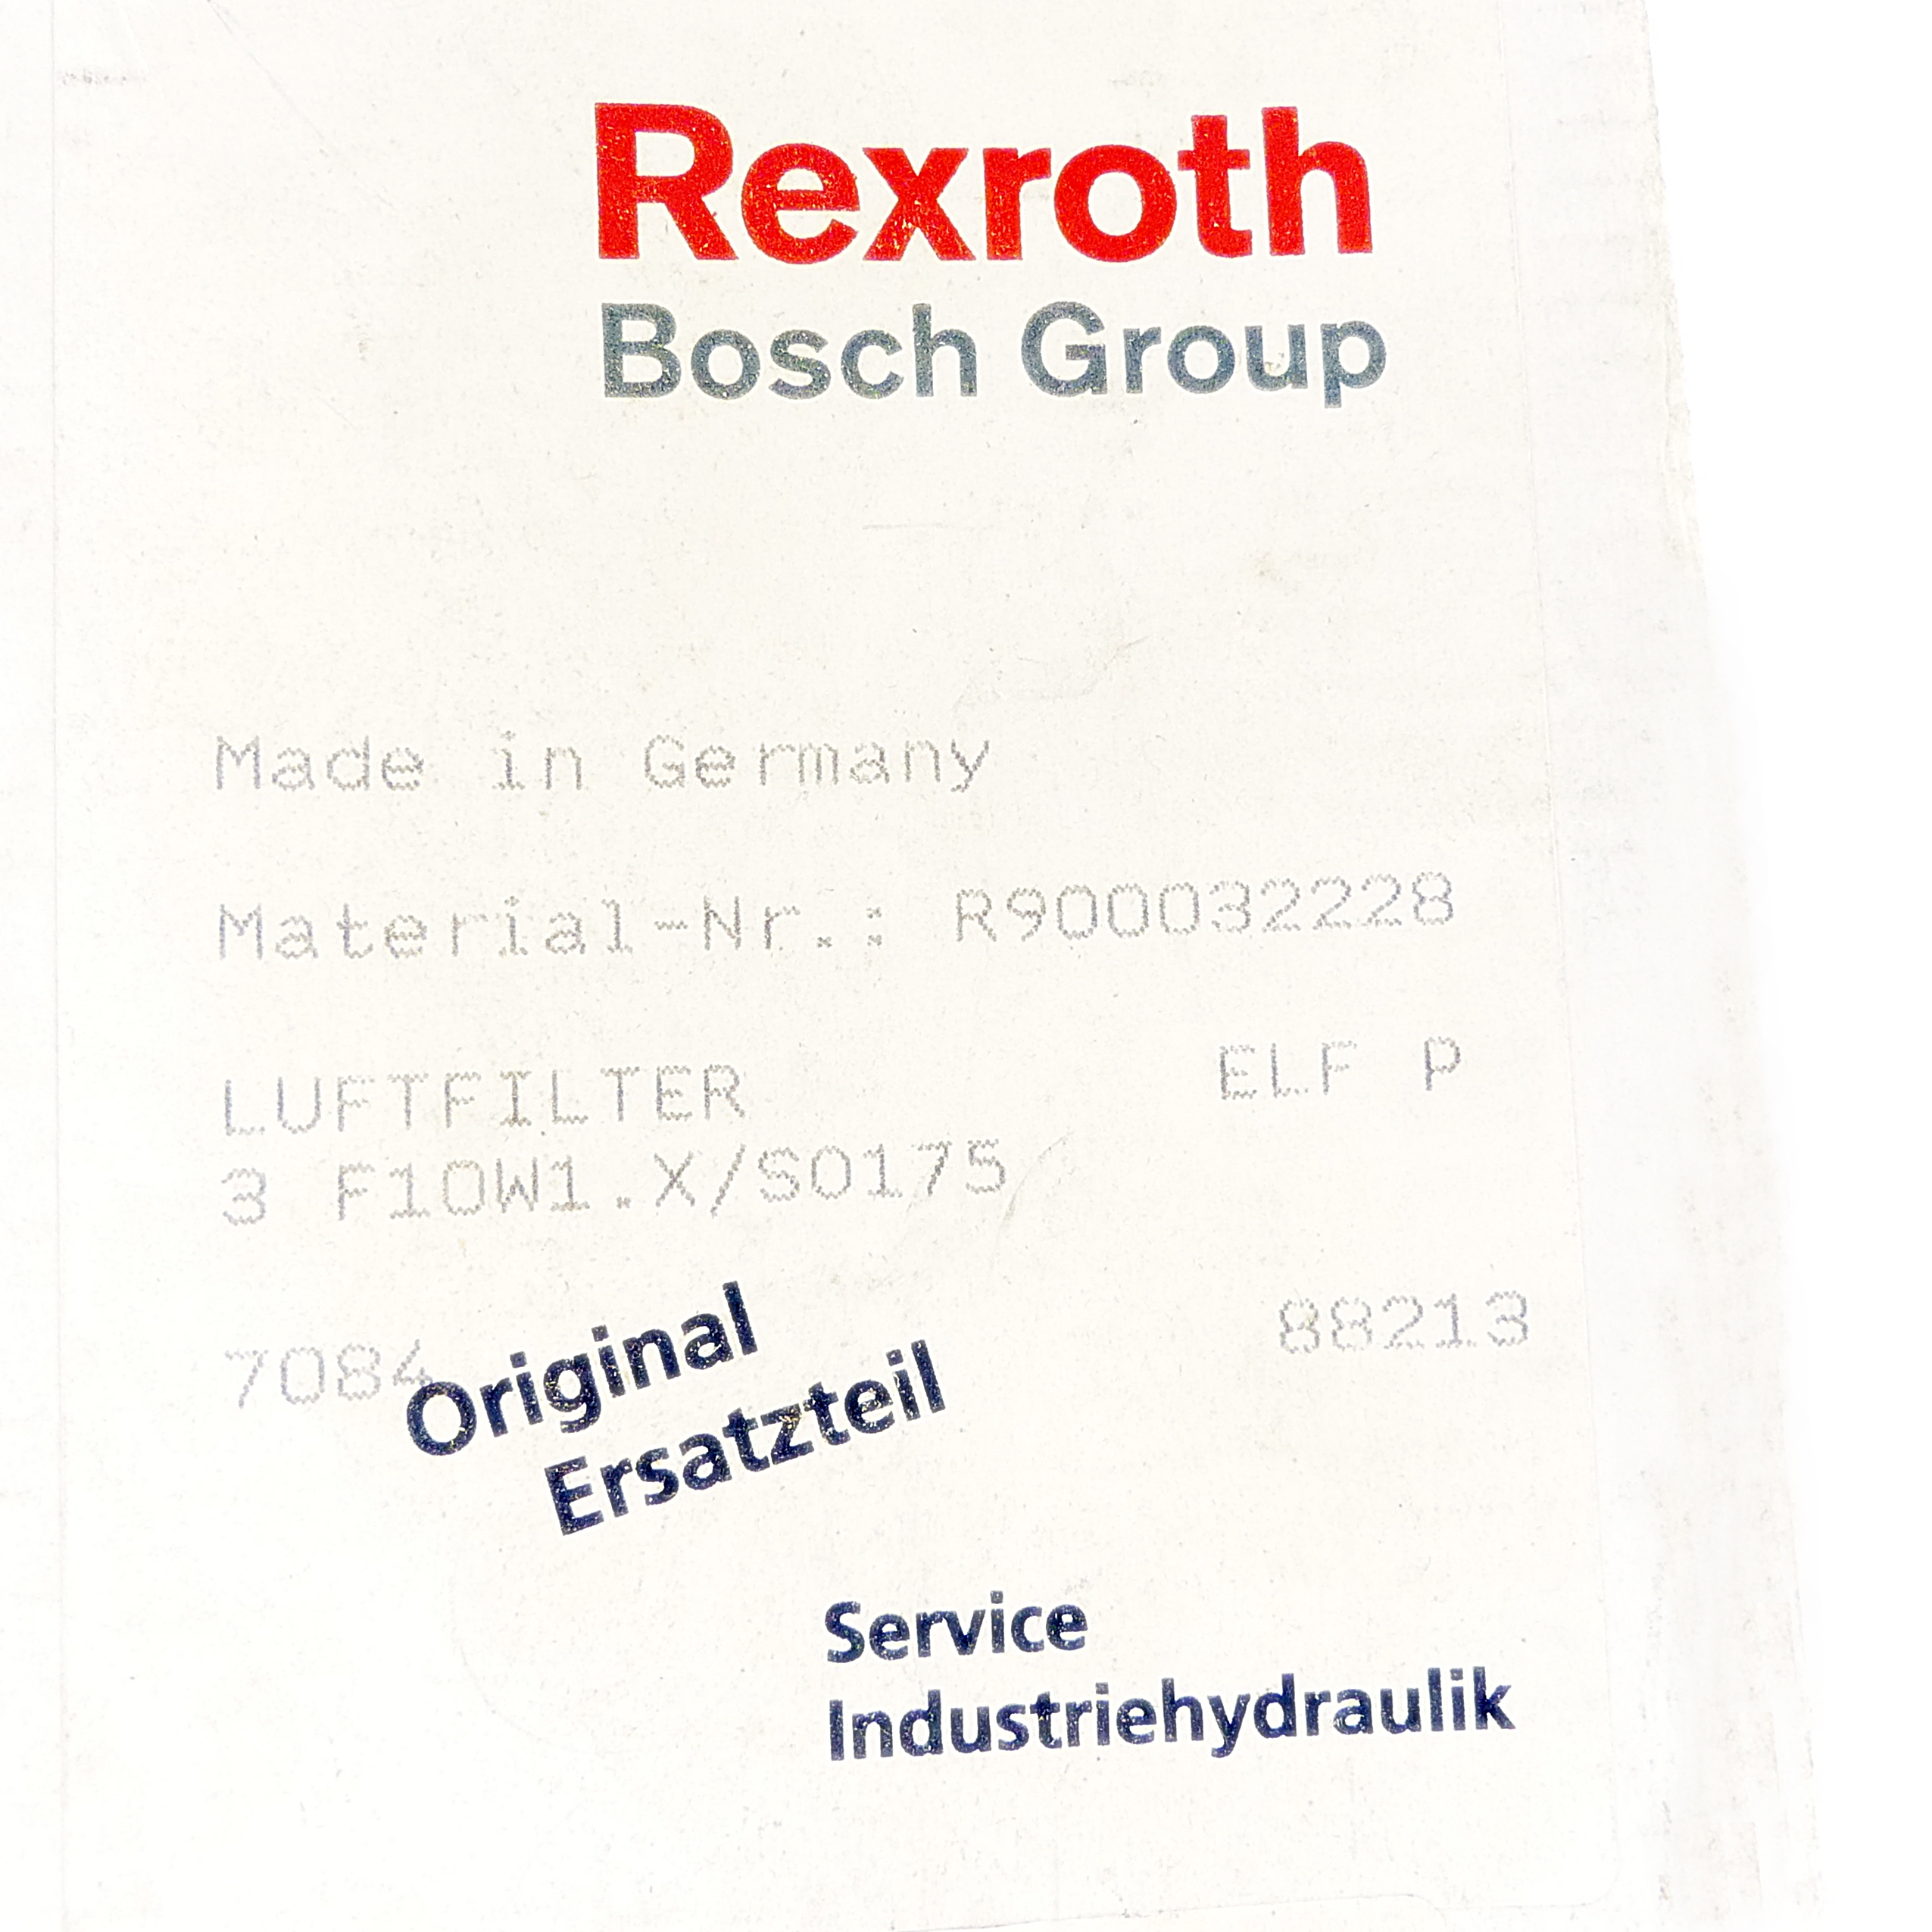 Rexroth
Bosch Group
Made in Germany
Material-Nr.: R900032228
LUFTFILTER ELF P
3 F10W1.X/S0175
7084 88213
Original
Ersatzteil
Service
Industriehydraulik